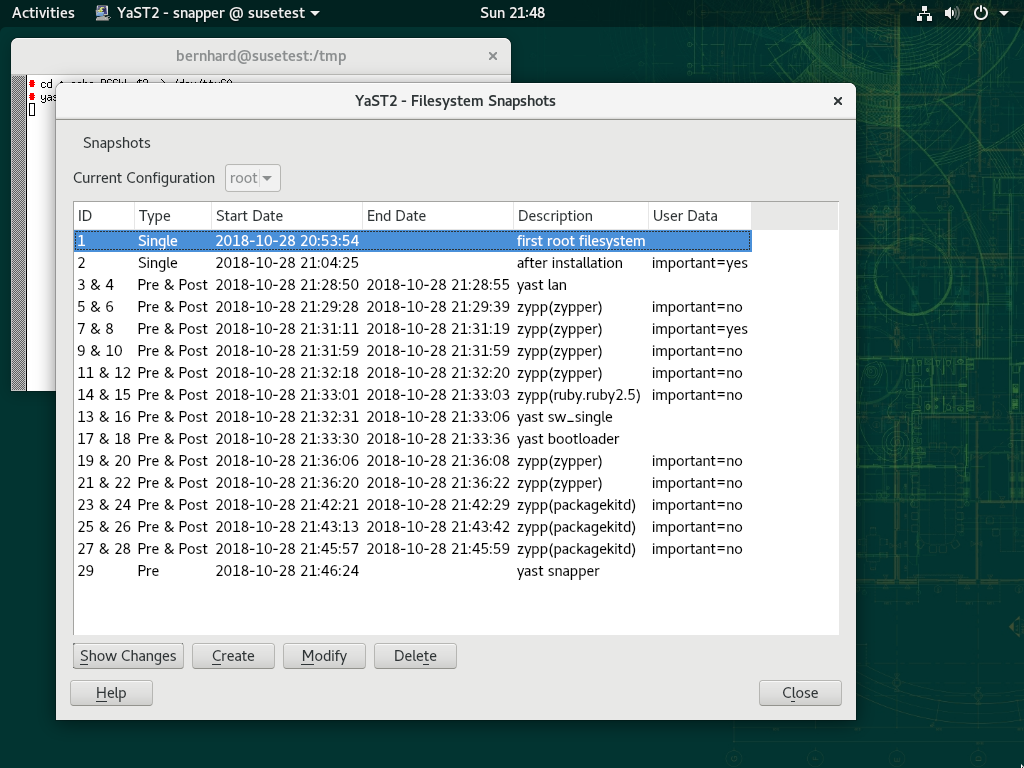 Activities YaST2 - snapper @ susetest Sun 21:48
bernhard@susetest:/tmp
cd
yas
YaST2 - Filesystem Snapshots
Snapshots
Current Configuration root
ID Type Start Date End Date Description User Data
1 Single 2018-10-28 20:53:54 first root filesystem
2 Single 2018-10-28 21:04:25 after installation important=yes
3 & 4 Pre & Post 2018-10-28 21:28:50 2018-10-28 21:28:55 yast lan
5 & 6 Pre & Post 2018-10-28 21:29:28 2018-10-28 21:29:39 zypp(zypper) important=no
7 & 8 Pre & Post 2018-10-28 21:31:11 2018-10-28 21:31:19 zypp(zypper) important=yes
9 & 10 Pre & Post 2018-10-28 21:31:59 2018-10-28 21:31:59 zypp(zypper) important=no
11 & 12 Pre & Post 2018-10-28 21:32:18 2018-10-28 21:32:20 zypp(zypper) important=no
14 & 15 Pre & Post 2018-10-28 21:33:01 2018-10-28 21:33:03 zypp(ruby.ruby2.5) important=no
13 & 16 Pre & Post 2018-10-28 21:32:31 2018-10-28 21:33:06 yast sw_single
17 & 18 Pre & Post 2018-10-28 21:33:30 2018-10-28 21:33:36 yast bootloader
19 & 20 Pre & Post 2018-10-28 21:36:06 2018-10-28 21:36:08 zypp(zypper) important=no
21 & 22 Pre & Post 2018-10-28 21:36:20 2018-10-28 21:36:22 zypp(zypper) important=no
23 & 24 Pre & Post 2018-10-28 21:42:21 2018-10-28 21:42:29 zypp(packagekitd) important=no
25 & 26 Pre & Post 2018-10-28 21:43:13 2018-10-28 21:43:42 zypp(packagekitd) important=no
27 & 28 Pre & Post 2018-10-28 21:45:57 2018-10-28 21:45:59 zypp(packagekitd) important=no
29 Pre 2018-10-28 21:46:24 yast snapper
Show Changes Create Modify Delete
Help Close